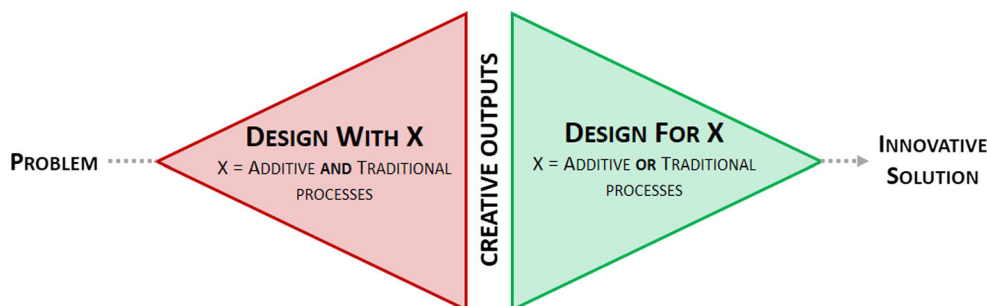 PROBLEM
DESIGN WITH X
X = ADDITIVE AND TRADITIONAL
PROCESSES
CREATIVE OUTPUTS
DESIGN FOR X
X = ADDITIVE OR TRADITIONAL
PROCESSES
INNOVATIVE
SOLUTION